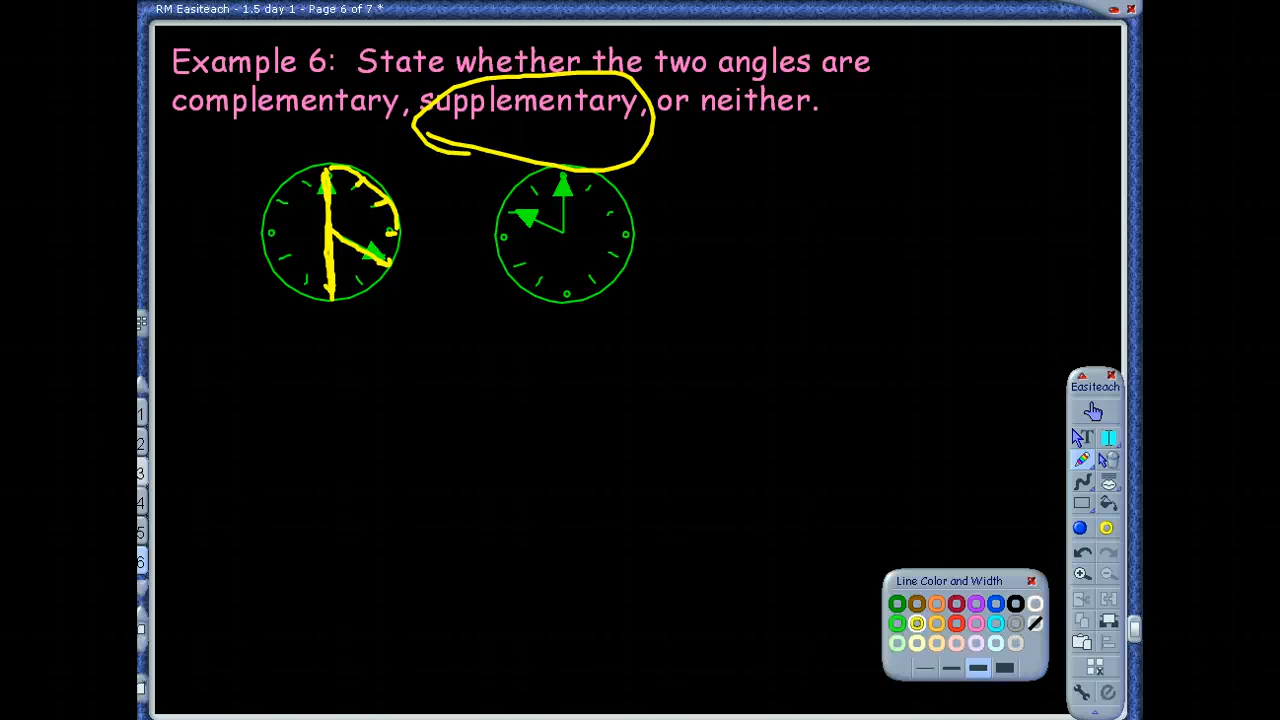 RM Easiteach - 1.5 day 1 - Page 6 of 7 *
Example 6: State whether the two angles are
complementary, supplementary, or neither.
Easiteach
T
1
2
3
4
5
6
Line Color and Width